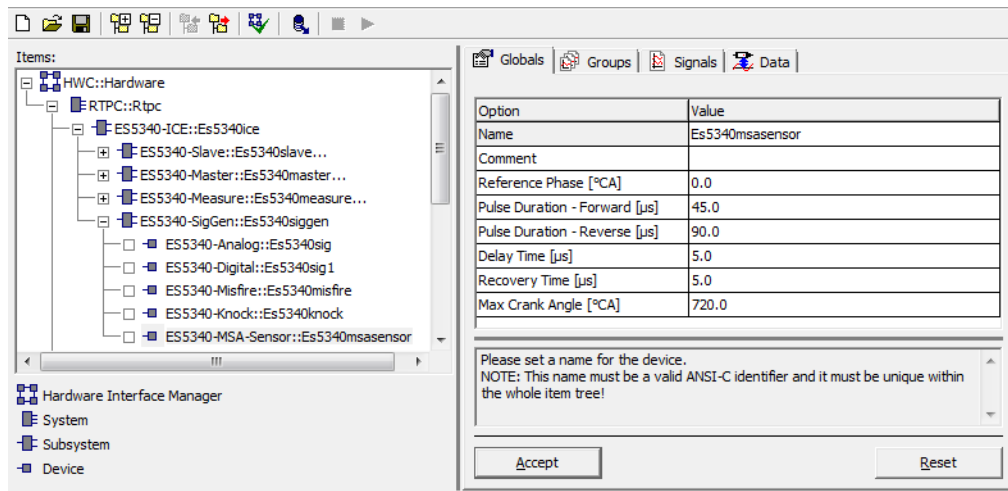 Items:
HWC::Hardware
RTPC::Rtpc
ES5340-ICE::Es5340ice
ES5340-Slave::Es5340slave...
ES5340-Master::Es5340master...
ES5340-Measure::Es5340measure...
ES5340-SigGen::Es5340siggen
ES5340-Analog::Es5340sig
ES5340-Digital::Es5340sig1
ES5340-Misfire::Es5340misfire
ES5340-Knock::Es5340knock
ES5340-MSA-Sensor::Es5340msasensor
Hardware Interface Manager
System
Subsystem
Device
Globals Groups Signals Data
Option Value
Name Es5340msasensor
Comment
Reference Phase [°CA] 0.0
Pulse Duration - Forward [µs] 45.0
Pulse Duration - Reverse [µs] 90.0
Delay Time [µs] 5.0
Recovery Time [µs] 5.0
Max Crank Angle [°CA] 720.0
Please set a name for the device.
NOTE: This name must be a valid ANSI-C identifier and it must be unique within
the whole item tree!
Accept Reset